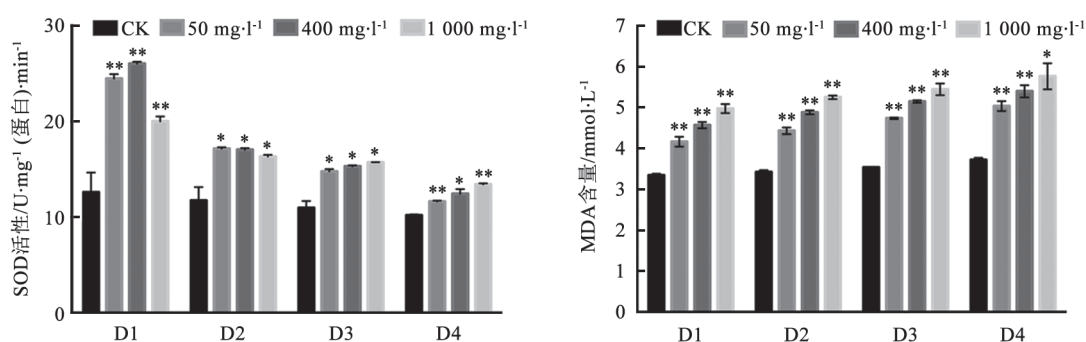 SOD活性/U·mg⁻¹ (蛋白)·min⁻¹
30
20
10
0
CK
50 mg·l⁻¹
400 mg·l⁻¹
1 000 mg·l⁻¹
**
**
**
*
*
*
*
*
*
**
*
**
D1
D2
D3
D4
MDA含量/mmol·L⁻¹
7
6
5
4
3
2
1
0
CK
50 mg·l⁻¹
400 mg·l⁻¹
1 000 mg·l⁻¹
**
**
**
**
**
**
**
**
**
**
**
*
D1
D2
D3
D4